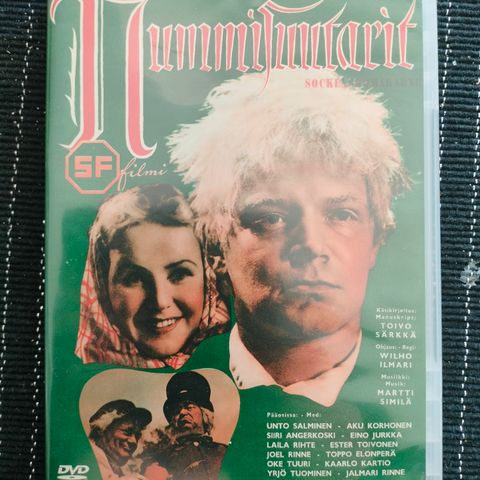 Nummisuutarit
SF
filmi
Käsikirjoitus:
Manuskript:
TOIVO
SÄRKKÄ
Ohjaus: - Regi:
WILHO
ILMARI
Musiikki:
Musik:
MARTTI
SIMILÄ
Pääosissa: - Med:
UNTO SALMINEN - AKU KORHONEN
SIIRI ANGERKOSKI - EINO JURKKA
LAILA RIHTE - ESTER TOIVONEN
JOEL RINNE - TOPPO ELONPERÄ
OKE TUURI - KAARLO KARTIO
YRJÖ TUOMINEN - JALMARI RINNE
DVD